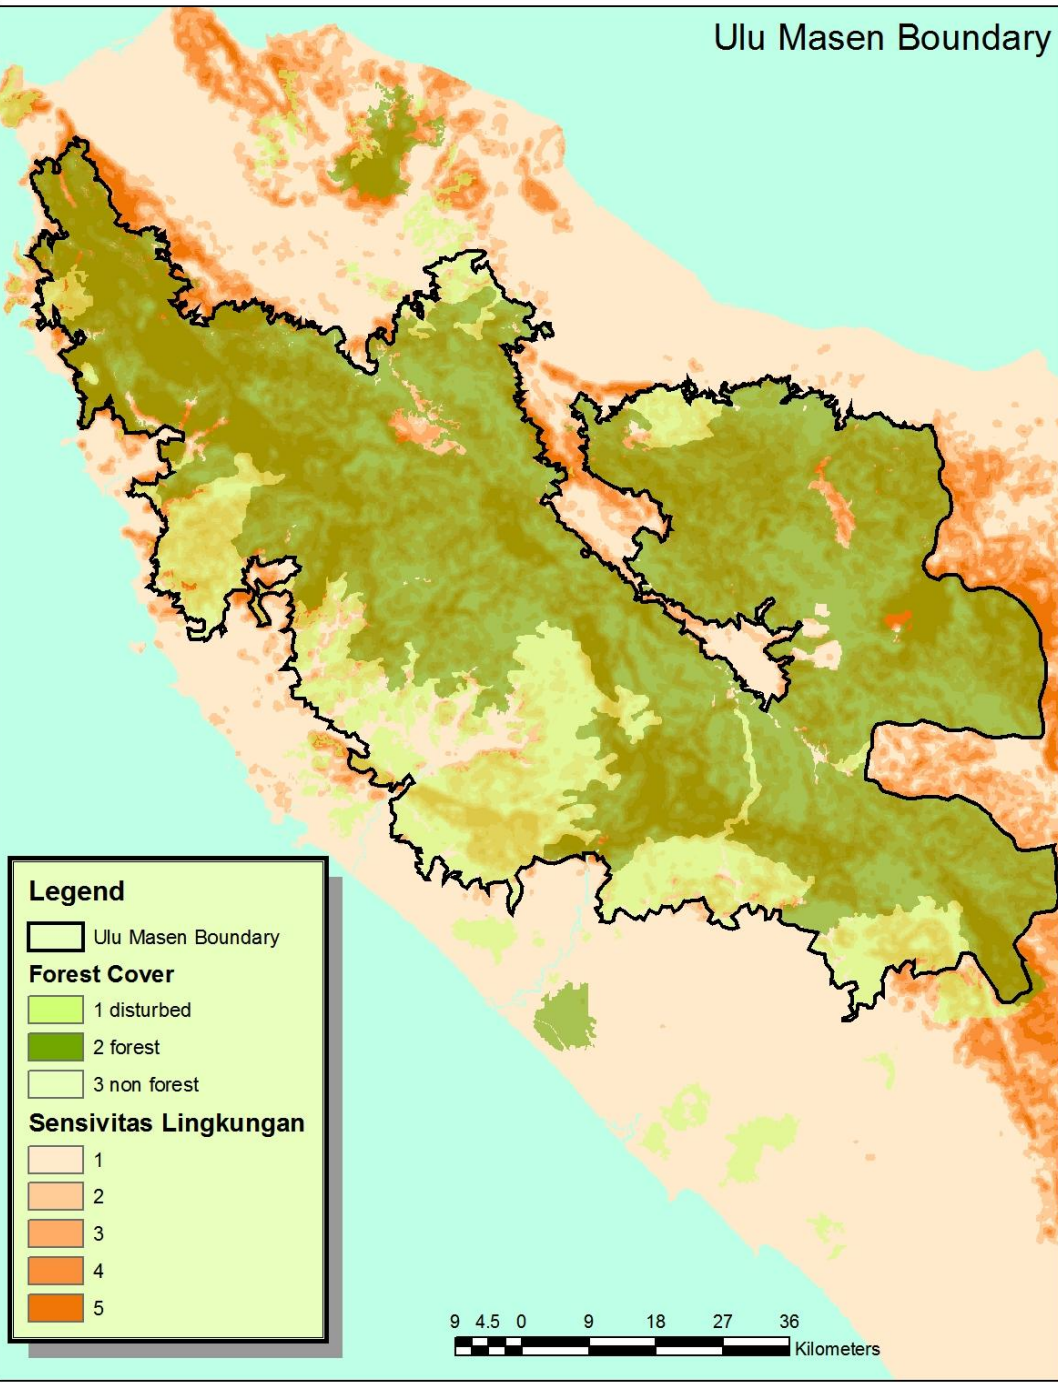 Ulu Masen Boundary
Legend
Ulu Masen Boundary
Forest Cover
1 disturbed
2 forest
3 non forest
Sensivitas Lingkungan
1
2
3
4
5
9 4.5 0 9 18 27 36
Kilometers